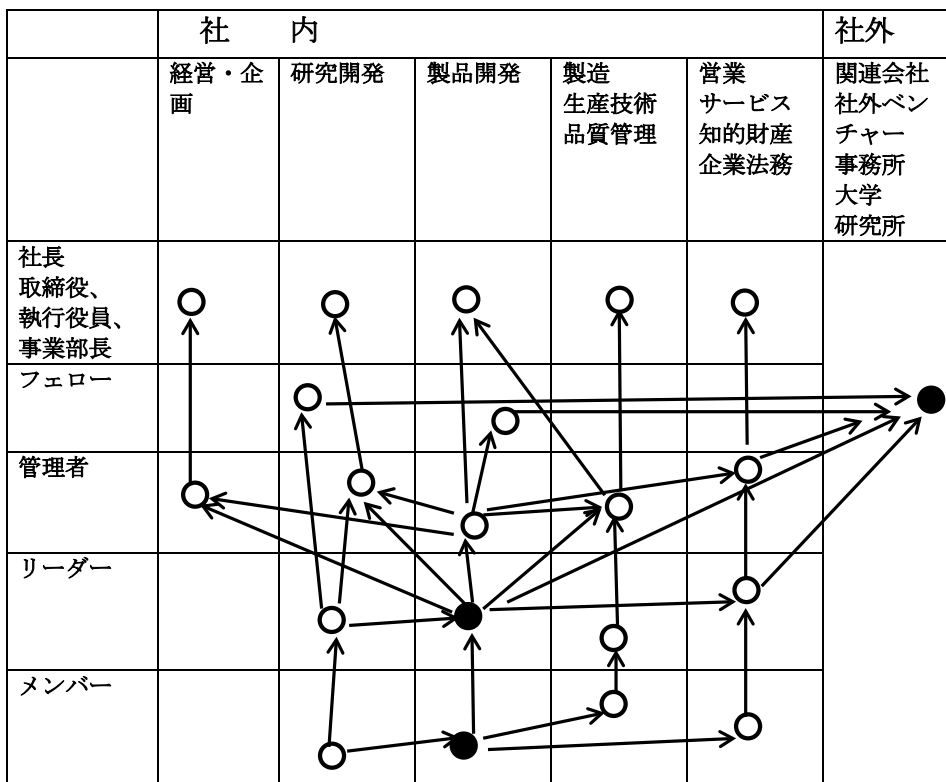 社 内
社外
経営・企
画
研究開発
製品開発
製造
生産技術
品質管理
営業
サービス
知的財産
企業法務
関連会社
社外ベン
チャー
事務所
大学
研究所
社長
取締役、
執行役員、
事業部長
フェロー
管理者
リーダー
メンバー